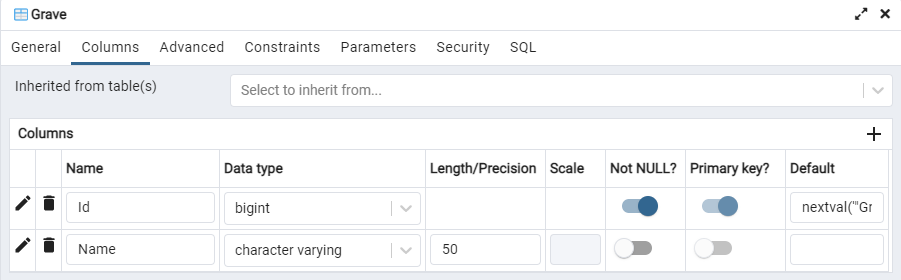 Grave
General Columns Advanced Constraints Parameters Security SQL
Inherited from table(s) Select to inherit from...
Columns
Name Data type Length/Precision Scale Not NULL? Primary key? Default
Id bigint nextval('"Gr
Name character varying 50